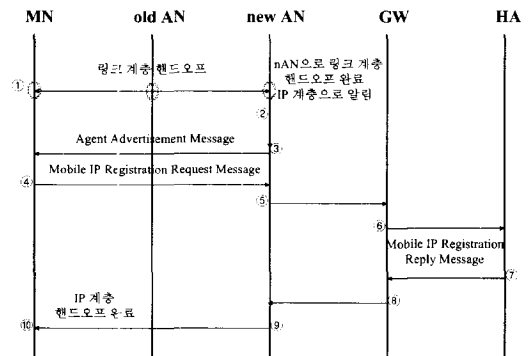 MN old AN new AN GW HA
링크 계층 핸드오프
nAN으로 링크 계층
핸드오프 완료
IP 계층으로 알림
①
②
Agent Advertisement Message
③
Mobile IP Registration Request Message
④
⑤
⑥
Mobile IP Registration
Reply Message
⑦
⑧
IP 계층
핸드오프 완료
⑩
⑨